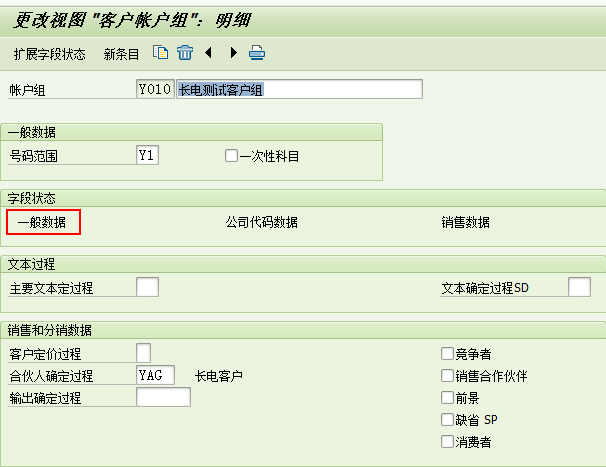 更改视图 "客户帐户组": 明细
扩展字段状态 新条目
帐户组 Y010 长电测试客户组
一般数据
号码范围 Y1 一次性科目
字段状态
一般数据 公司代码数据 销售数据
文本过程
主要文本定过程 文本确定过程SD
销售和分销数据
客户定价过程 竞争者
合伙人确定过程 YAG 长电客户 销售合作伙伴
输出确定过程 前景
缺省 SP
消费者